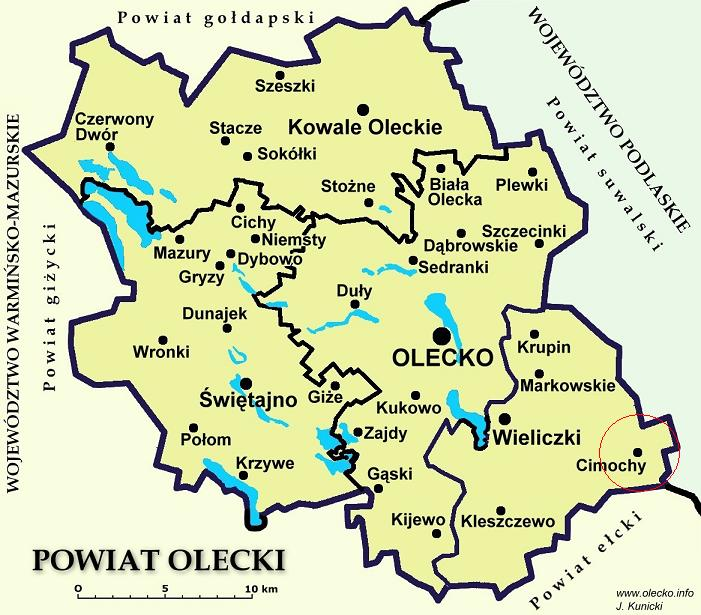 Powiat gołdapski
WOJEWÓDZTWO PODLASKIE
Powiat suwalski
WOJEWÓDZTWO WARMIŃSKO-MAZURSKIE
Powiat giżycki
Szeszki
Kowale Oleckie
Czerwony
Dwór
Stacze
Sokółki
Stożne
Biała
Olecka
Plewki
Cichy
Niemsty
Mazury
Dybowo
Gryzy
Dąbrowskie
Szczecinki
Sedranki
Duły
Dunajek
Wronki
OLECKO
Krupin
Markowskie
Świętajno
Giże
Kukowo
Połom
Zajdy
Wieliczki
Cimochy
Krzywe
Gąski
Kijewo
Kleszczewo
Powiat ełcki
POWIAT OLECKI
0 5 10 km
www.olecko.info
J. Kunicki